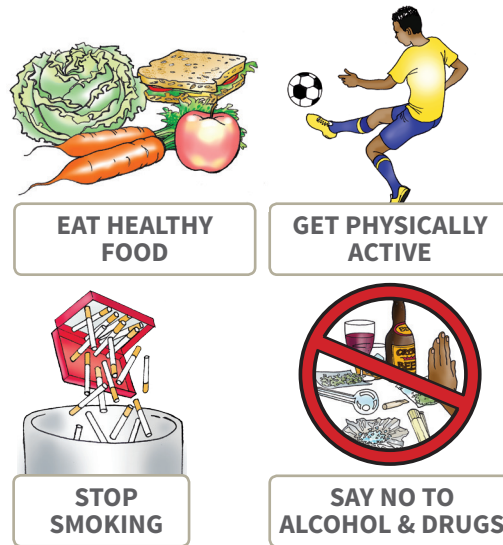 EAT HEALTHY
FOOD
GET PHYSICALLY
ACTIVE
STOP
SMOKING
SAY NO TO
ALCOHOL & DRUGS